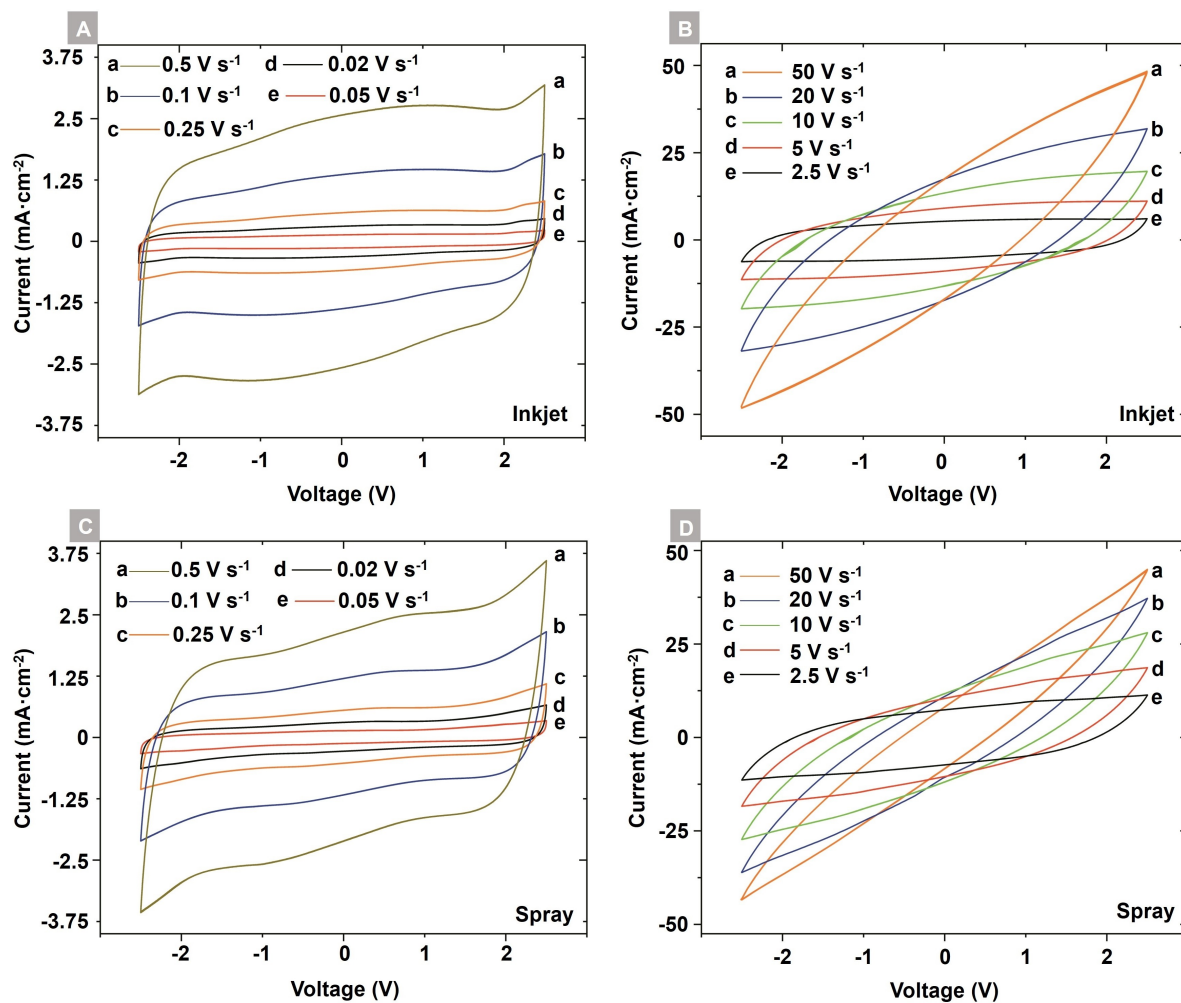 A
3.75
2.5
1.25
0
-1.25
-2.5
-3.75
Current (mA·cm-2)
a 0.5 V s-1 d 0.02 V s-1
b 0.1 V s-1 e 0.05 V s-1
c 0.25 V s-1
a
b
c
d
e
Inkjet
-2 -1 0 1 2
Voltage (V)
B
50
25
0
-25
-50
Current (mA·cm-2)
a 50 V s-1
b 20 V s-1
c 10 V s-1
d 5 V s-1
e 2.5 V s-1
a
b
c
d
e
Inkjet
-2 -1 0 1 2
Voltage (V)
C
3.75
2.5
1.25
0
-1.25
-2.5
-3.75
Current (mA·cm-2)
a 0.5 V s-1 d 0.02 V s-1
b 0.1 V s-1 e 0.05 V s-1
c 0.25 V s-1
a
b
c
d
e
Spray
-2 -1 0 1 2
Voltage (V)
D
50
25
0
-25
-50
Current (mA·cm-2)
a 50 V s-1
b 20 V s-1
c 10 V s-1
d 5 V s-1
e 2.5 V s-1
a
b
c
d
e
Spray
-2 -1 0 1 2
Voltage (V)